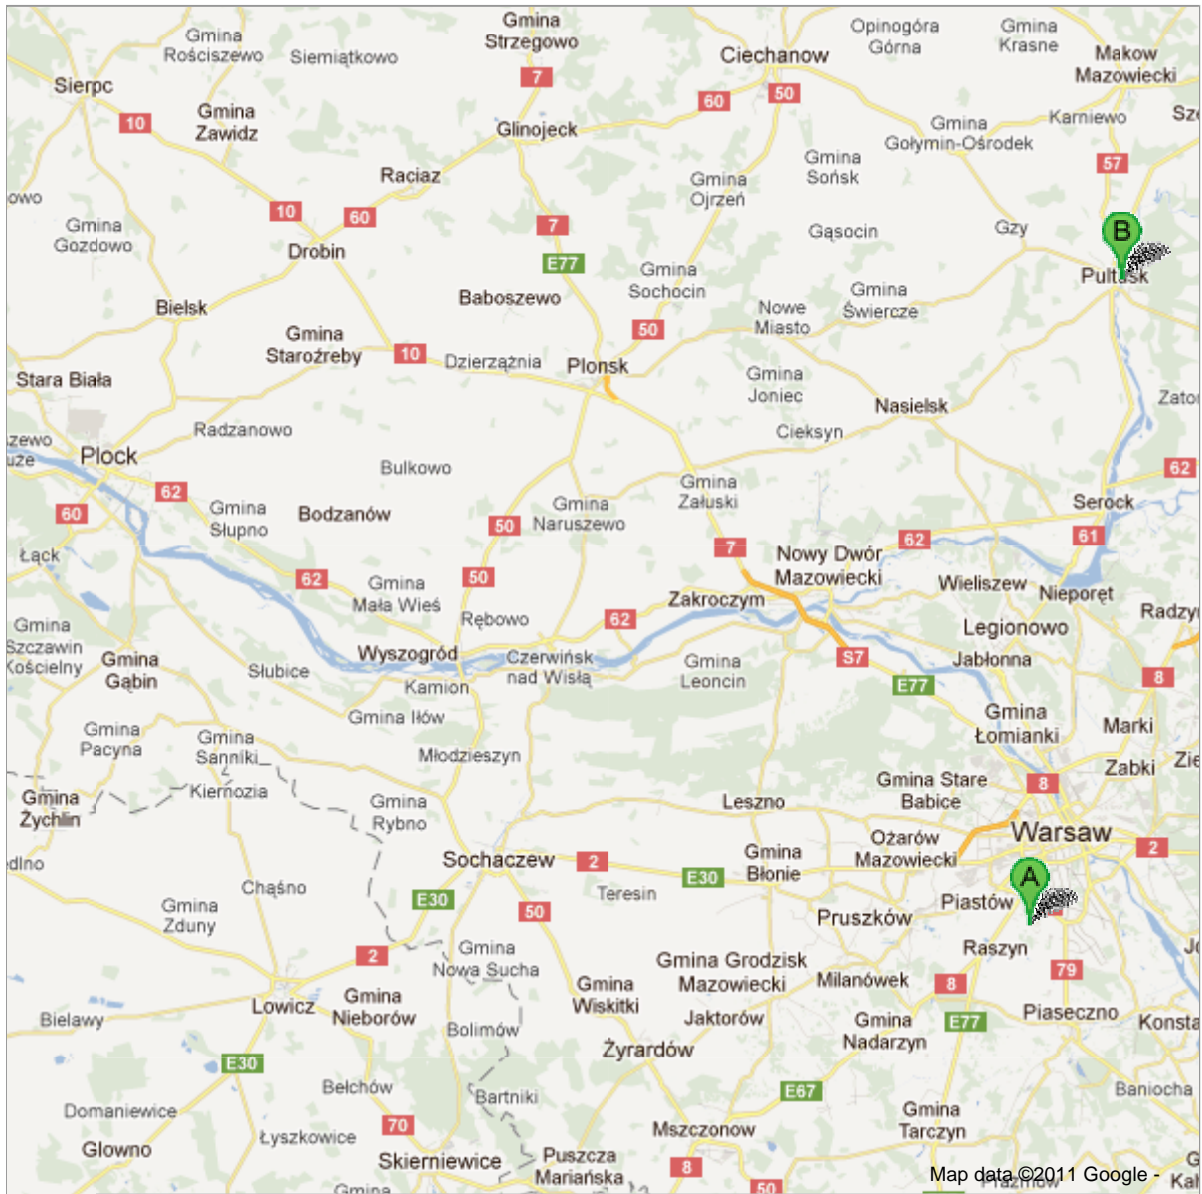 Gmina
Strzegowo
Gmina
Rościszewo
Siemiątkowo
Ciechanow
Opinogóra
Górna
Gmina
Krasne
Makow
Mazowiecki
Sierpc
7
50
60
10
Gmina
Zawidz
Glinojeck
Karniewo
Gmina
Gołymin-Ośrodek
Gmina
Sońsk
57
Raciaz
Gmina
Ojrzeń
10
60
7
Gmina
Gozdowo
Drobin
Gąsocin
Gzy
B
E77
Gmina
Sochocin
Pultusk
Baboszewo
Gmina
Świercze
Bielsk
Nowe
Miasto
50
Gmina
Staroźreby
10
Dzierzążnia
Plonsk
Stara Biała
Gmina
Joniec
Nasielsk
Radzanowo
Cieksyn
Plock
Bulkowo
62
62
Gmina
Załuski
60
Gmina
Słupno
Bodzanów
50
Gmina
Naruszewo
Serock
7
62
61
Łąck
Nowy Dwór
Mazowiecki
62
50
Gmina
Mała Wieś
Wieliszew
Nieporęt
Zakroczym
Rębowo
62
Gmina
Szczawin
Kościelny
Legionowo
Gmina
Gąbin
Słubice
Wyszogród
Czerwińsk
nad Wisłą
Gmina
Leoncin
S7
Jabłonna
8
Kamion
E77
Gmina Iłów
Gmina
Łomianki
Marki
Gmina
Pacyna
Gmina
Sanniki
Młodzieszyn
Zabki
Gmina
Żychlin
Kiernozia
Gmina
Rybno
Leszno
Gmina Stare
Babice
8
Warsaw
Sochaczew
2
Gmina
Błonie
Ożarów
Mazowiecki
2
Chąśno
E30
Teresin
E30
A
Piastów
Gmina
Zduny
50
Pruszków
Raszyn
2
Gmina
Nowa Sucha
Gmina Grodzisk
Mazowiecki
Milanówek
8
79
Lowicz
Gmina
Nieborów
Gmina
Wiskitki
Jaktorów
Gmina
Nadarzyn
E77
Piaseczno
Bielawy
Bolimów
Żyrardów
E30
Bełchów
Bartniki
E67
Baniocha
Domaniewice
70
Łyszkowice
Mszczonow
Gmina
Tarczyn
Glowno
Skierniewice
Puszcza
Mariańska
8
50
Gmina
Map data ©2011 Google -